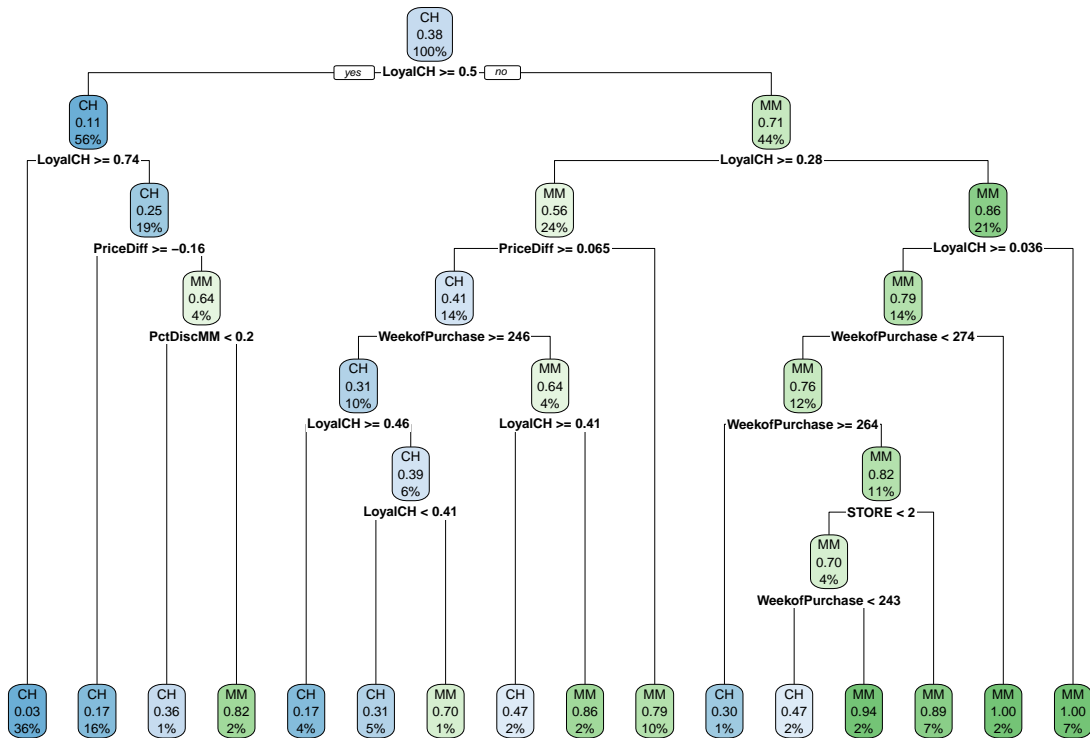 CH
0.38
100%
yes LoyalCH >= 0.5 no
CH
0.11
56%
MM
0.71
44%
LoyalCH >= 0.74
LoyalCH >= 0.28
CH
0.25
19%
MM
0.56
24%
MM
0.86
21%
PriceDiff >= −0.16
PriceDiff >= 0.065
LoyalCH >= 0.036
MM
0.64
4%
CH
0.41
14%
MM
0.79
14%
PctDiscMM < 0.2
WeekofPurchase >= 246
WeekofPurchase < 274
CH
0.31
10%
MM
0.64
4%
MM
0.76
12%
LoyalCH >= 0.46
LoyalCH >= 0.41
WeekofPurchase >= 264
CH
0.39
6%
MM
0.82
11%
LoyalCH < 0.41
STORE < 2
MM
0.70
4%
WeekofPurchase < 243
CH
0.03
36%
CH
0.17
16%
CH
0.36
1%
MM
0.82
2%
CH
0.17
4%
CH
0.31
5%
MM
0.70
1%
CH
0.47
2%
MM
0.86
2%
MM
0.79
10%
CH
0.30
1%
CH
0.47
2%
MM
0.94
2%
MM
0.89
7%
MM
1.00
2%
MM
1.00
7%